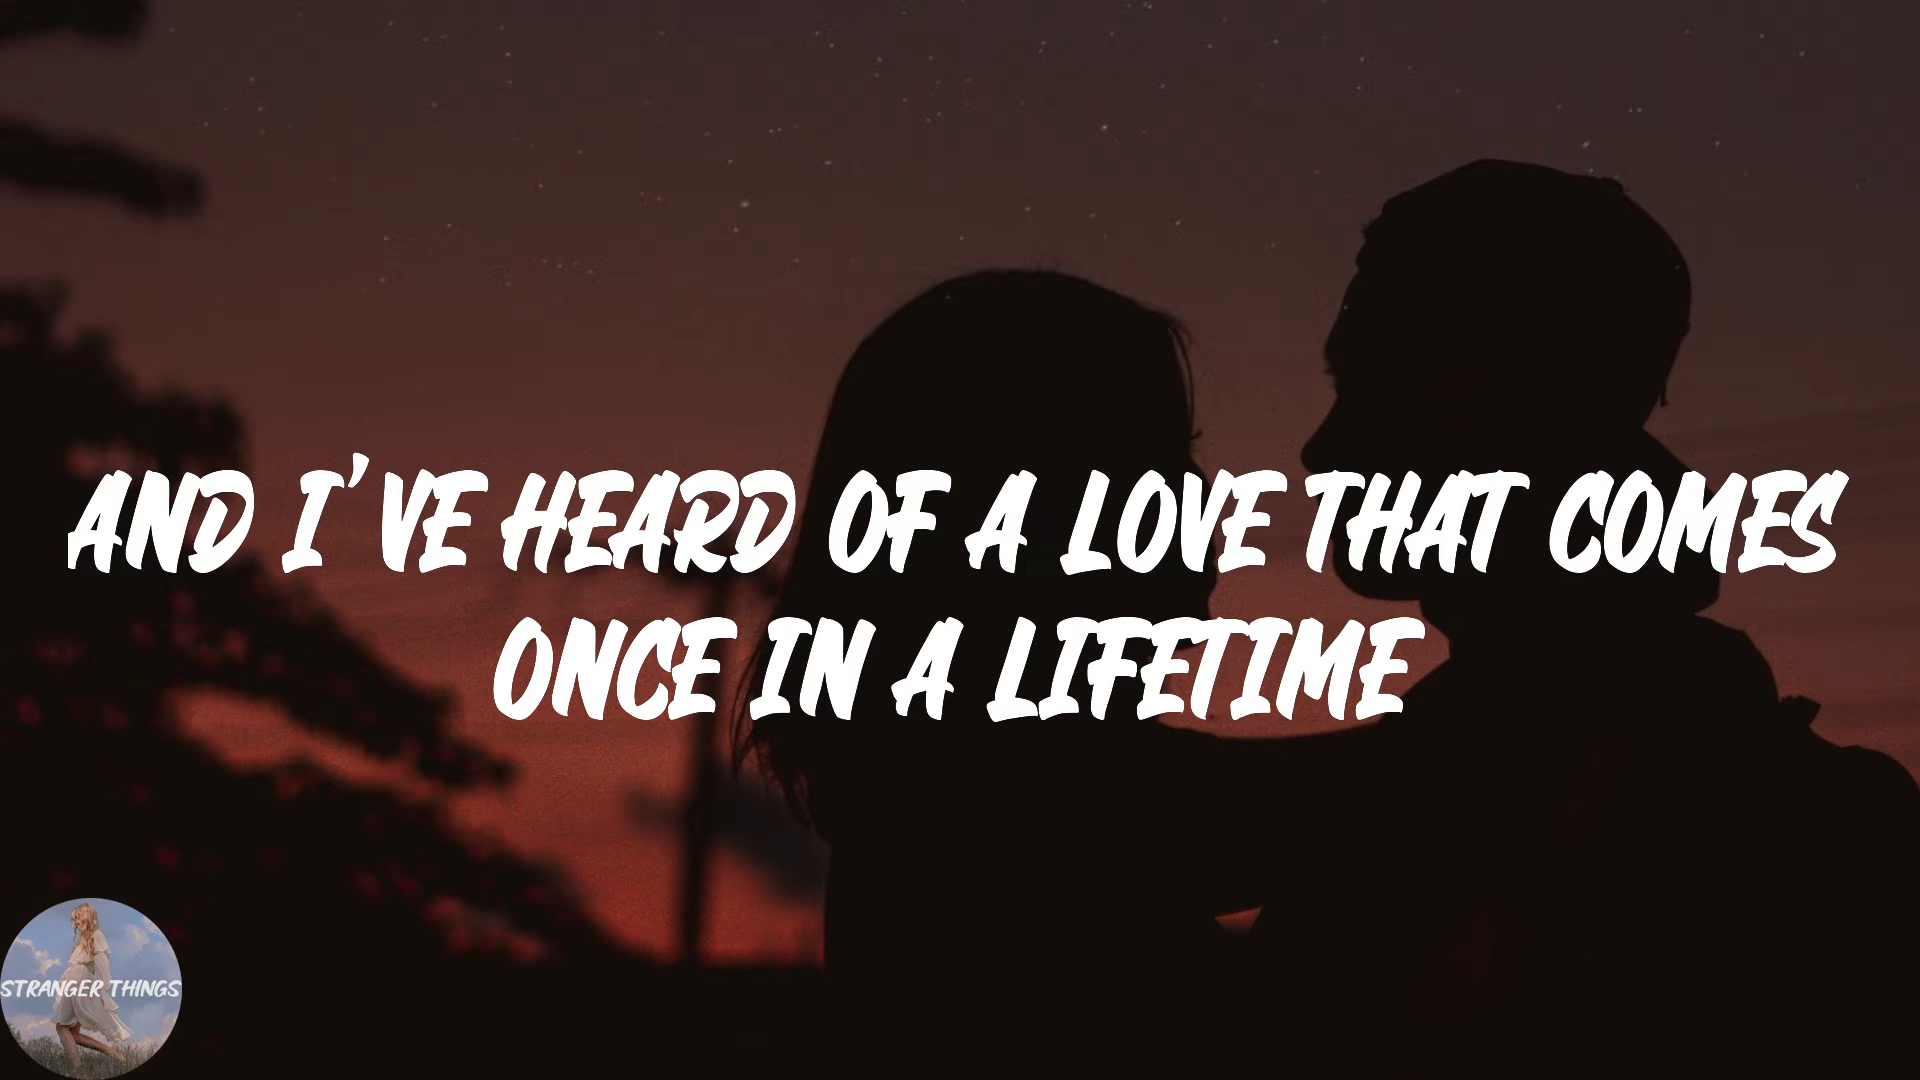 AND I'VE HEARD OF A LOVE THAT COMES
ONCE IN A LIFETIME
STRANGER THINGS